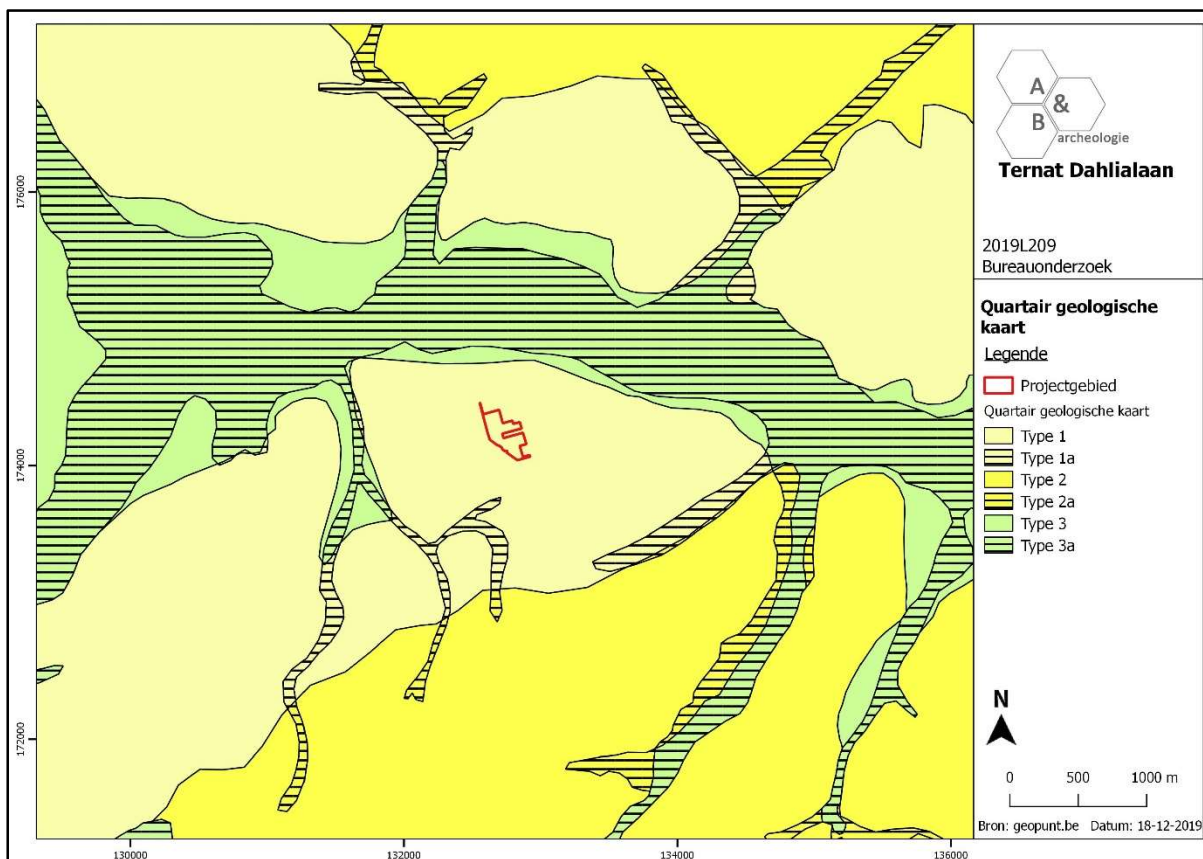 A
&
B
archeologie
Ternat Dahlialaan
2019L209
Bureauonderzoek
Quartair geologische
kaart
Legende
Projectgebied
Quartair geologische kaart
Type 1
Type 1a
Type 2
Type 2a
Type 3
Type 3a
N
0 500 1000 m
Bron: geopunt.be Datum: 18-12-2019
176000
174000
172000
130000 132000 134000 136000